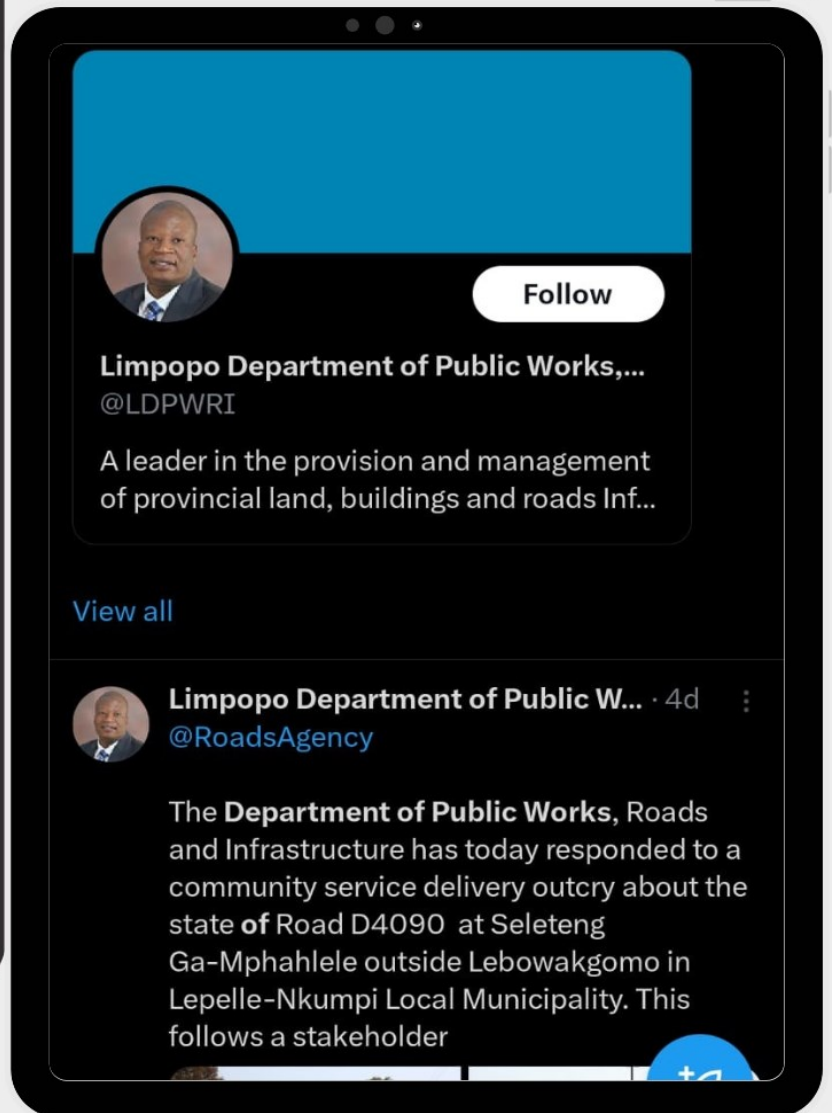 Follow
Limpopo Department of Public Works,...
@LDPWRI
A leader in the provision and management
of provincial land, buildings and roads Inf...
View all
Limpopo Department of Public W... · 4d
@RoadsAgency
The Department of Public Works, Roads
and Infrastructure has today responded to a
community service delivery outcry about the
state of Road D4090 at Seleteng
Ga-Mphahlele outside Lebowakgomo in
Lepelle-Nkumpi Local Municipality. This
follows a stakeholder